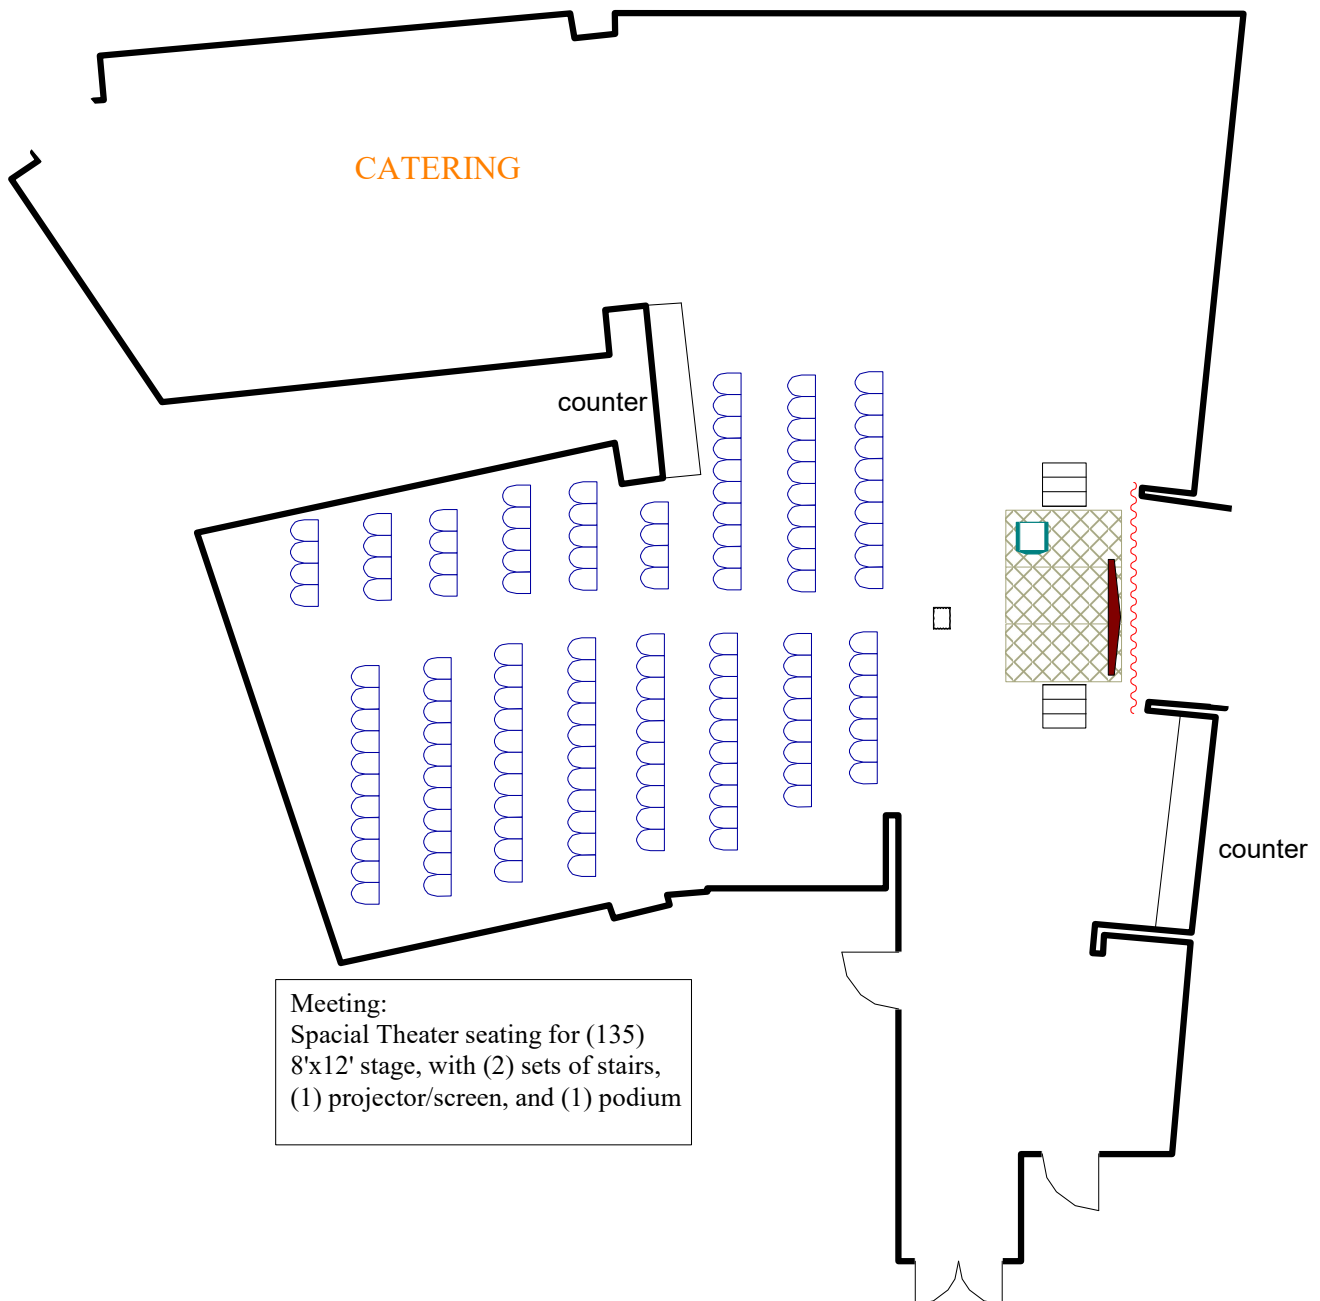 CATERING
counter
counter
Meeting:
Spacial Theater seating for (135)
8'x12' stage, with (2) sets of stairs,
(1) projector/screen, and (1) podium